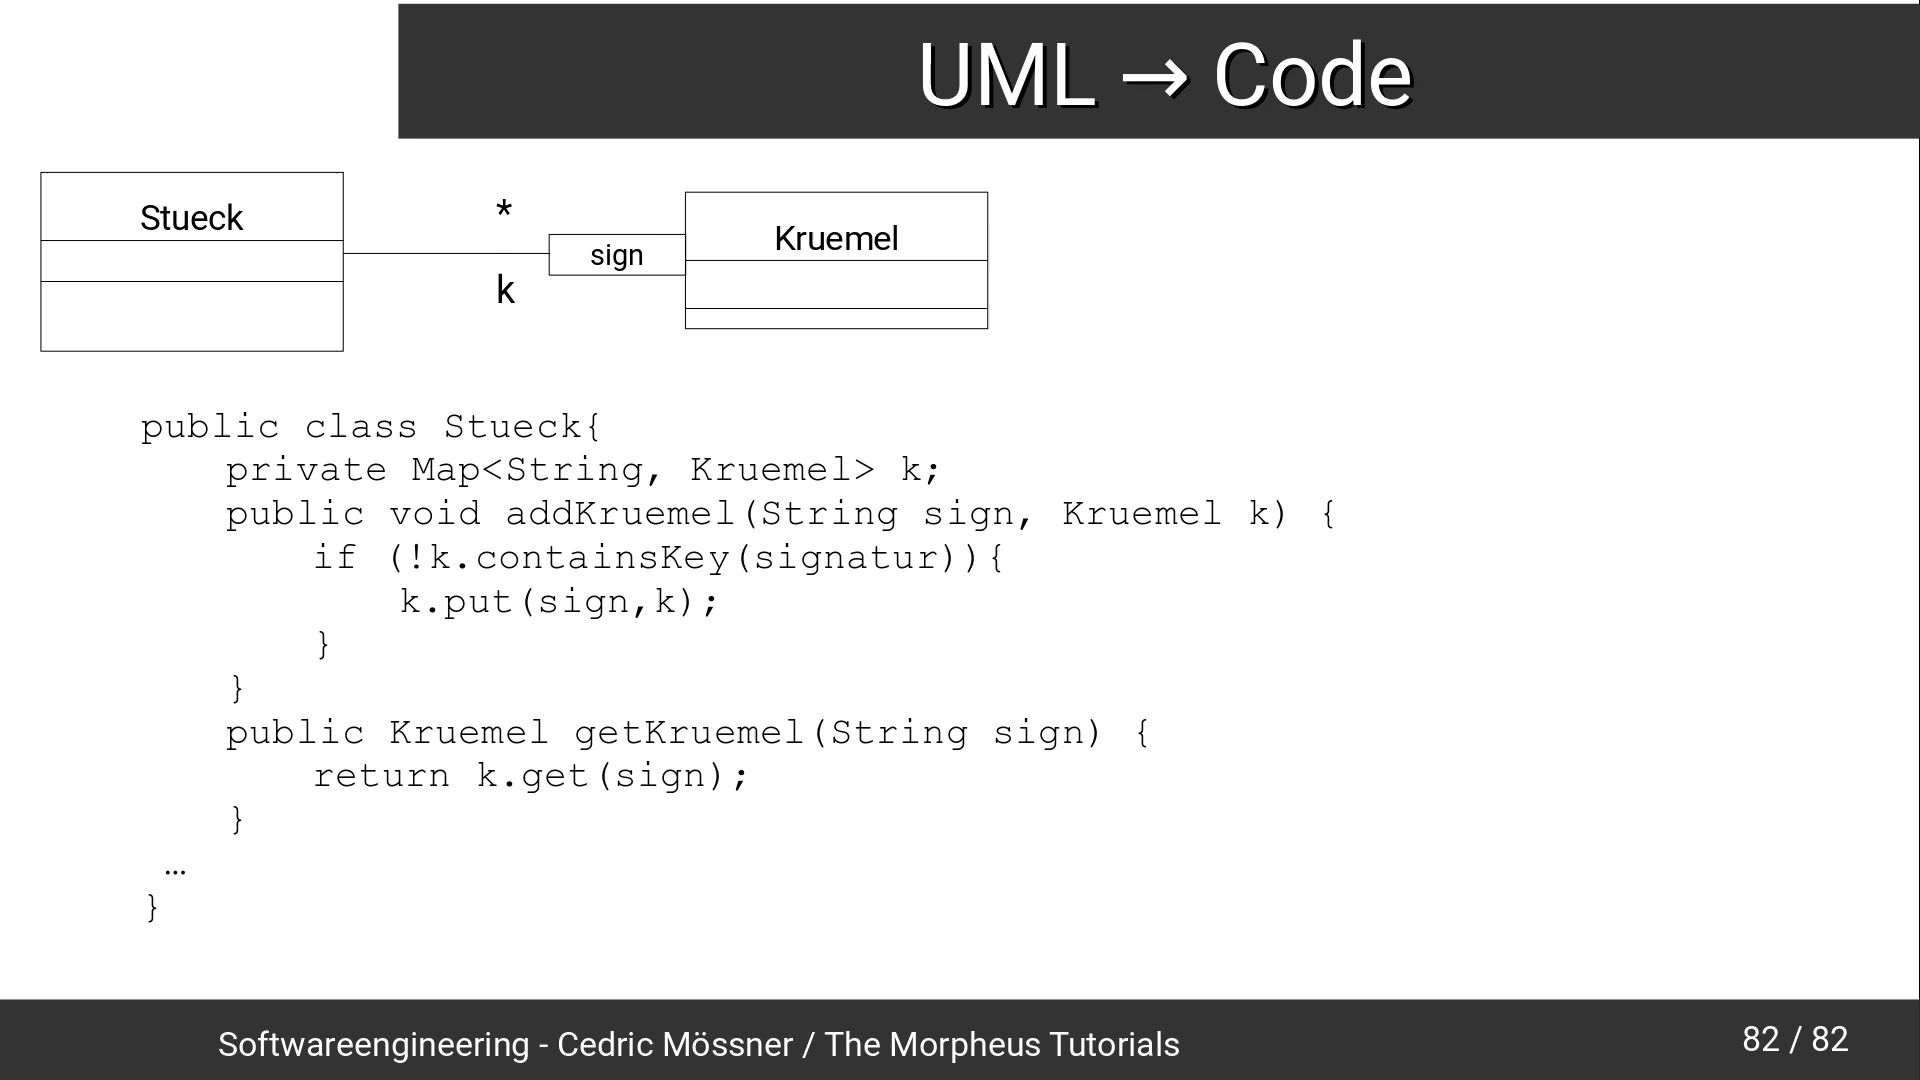 UML → Code
Stueck
*
sign
Kruemel
k
public class Stueck{
    private Map<String, Kruemel> k;
    public void addKruemel(String sign, Kruemel k) {
        if (!k.containsKey(signatur)){
            k.put(sign,k);
        }
    }
    public Kruemel getKruemel(String sign) {
        return k.get(sign);
    }
 …
}
Softwareengineering - Cedric Mössner / The Morpheus Tutorials
82 / 82